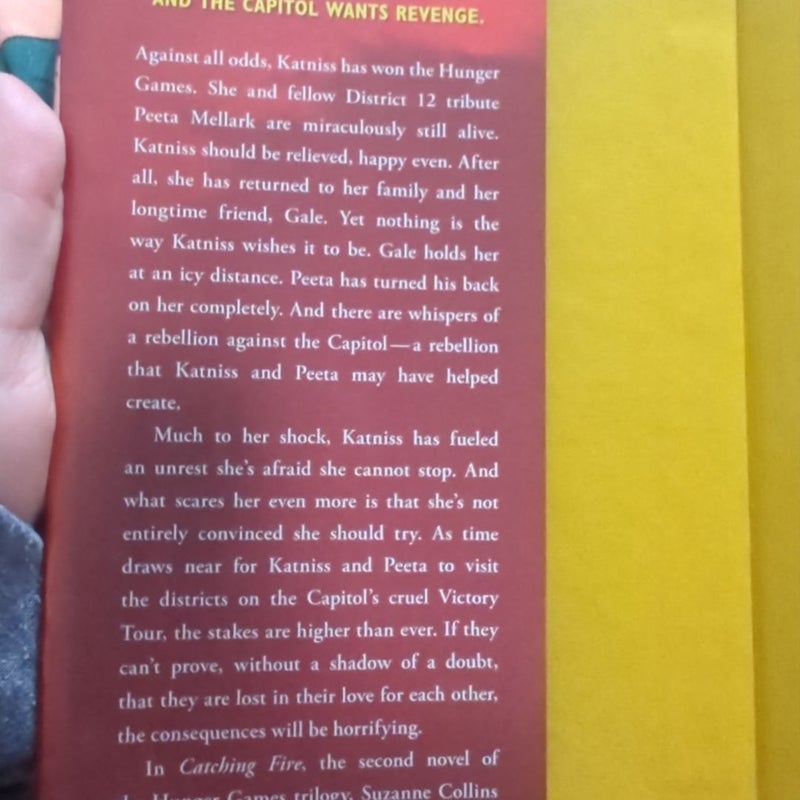 AND THE CAPITOL WANTS REVENGE.
Against all odds, Katniss has won the Hunger
Games. She and fellow District 12 tribute
Peeta Mellark are miraculously still alive.
Katniss should be relieved, happy even. After
all, she has returned to her family and her
longtime friend, Gale. Yet nothing is the
way Katniss wishes it to be. Gale holds her
at an icy distance. Peeta has turned his back
on her completely. And there are whispers of
a rebellion against the Capitol—a rebellion
that Katniss and Peeta may have helped
create.
Much to her shock, Katniss has fueled
an unrest she's afraid she cannot stop. And
what scares her even more is that she's not
entirely convinced she should try. As time
draws near for Katniss and Peeta to visit
the districts on the Capitol's cruel Victory
Tour, the stakes are higher than ever. If they
can't prove, without a shadow of a doubt,
that they are lost in their love for each other,
the consequences will be horrifying.
In Catching Fire, the second novel of
Hunger Games trilogy, Suzanne Collins